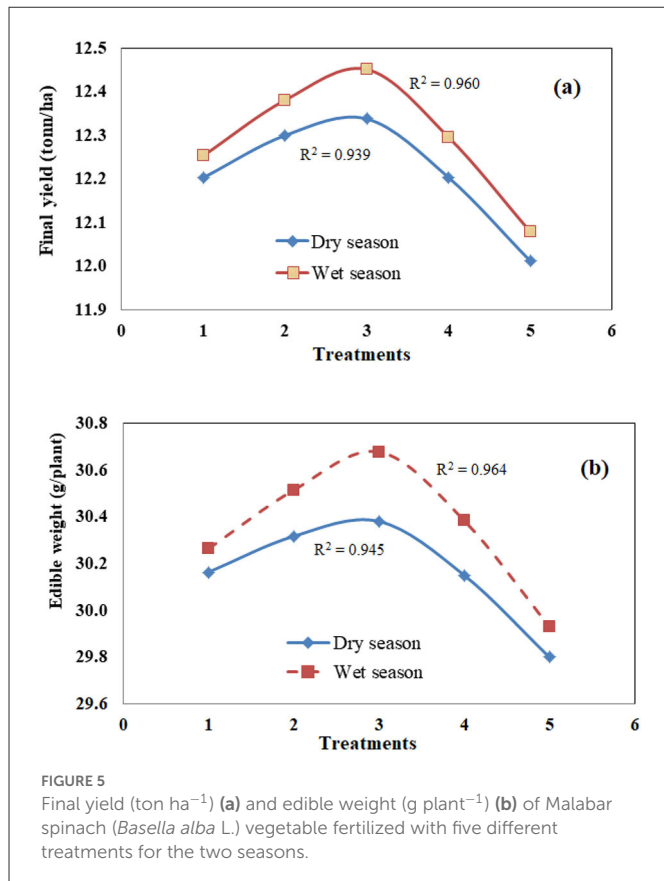 12.5
12.4
12.3
12.2
12.1
12.0
11.9
Final yield (tonn/ha)
(a)
R² = 0.960
R² = 0.939
Dry season
Wet season
0 1 2 3 4 5 6
Treatments
30.8
30.6
30.4
30.2
30.0
29.8
29.6
Edible weight (g/plant)
(b)
R² = 0.964
R² = 0.945
Dry season
Wet season
0 1 2 3 4 5 6
Treatments
FIGURE 5
Final yield (ton ha⁻¹) (a) and edible weight (g plant⁻¹) (b) of Malabar
spinach (Basella alba L.) vegetable fertilized with five different
treatments for the two seasons.